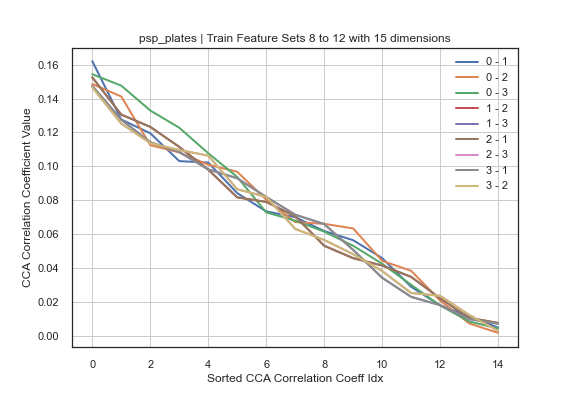 psp_plates | Train Feature Sets 8 to 12 with 15 dimensions
CCA Correlation Coefficient Value
0.16
0.14
0.12
0.10
0.08
0.06
0.04
0.02
0.00
0 - 1
0 - 2
0 - 3
1 - 2
1 - 3
2 - 1
2 - 3
3 - 1
3 - 2
0 2 4 6 8 10 12 14
Sorted CCA Correlation Coeff Idx